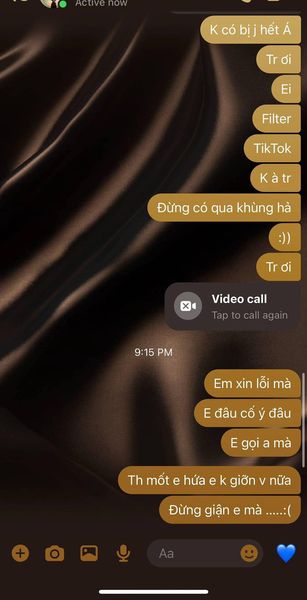 Active now
K có bị j hết Á
Tr ơi
Ei
Filter
TikTok
K à tr
Đừng có qua khùng hả
:))
Tr ơi
Video call
Tap to call again
9:15 PM
Em xin lỗi mà
E đâu cố ý đâu
E gọi a mà
Th mốt e hứa e k giỡn v nữa
Đừng giận e mà .....:(
Aa